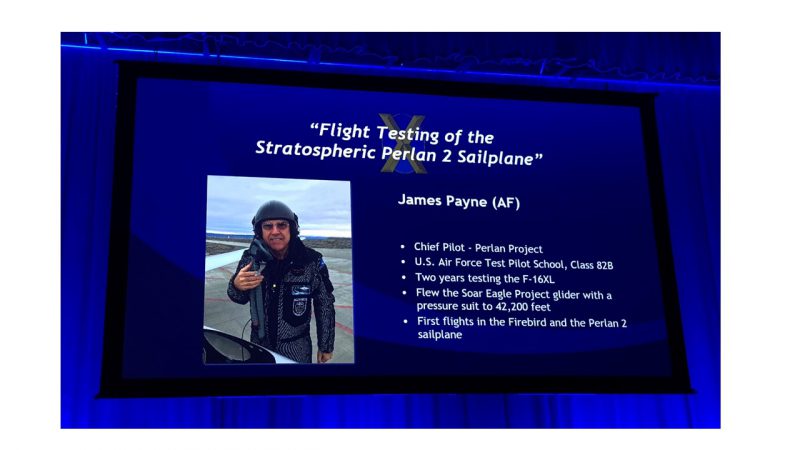 “Flight Testing of the
Stratospheric Perlan 2 Sailplane”
James Payne (AF)
• Chief Pilot - Perlan Project
• U.S. Air Force Test Pilot School, Class 82B
• Two years testing the F-16XL
• Flew the Soar Eagle Project glider with a
pressure suit to 42,200 feet
• First flights in the Firebird and the Perlan 2
sailplane